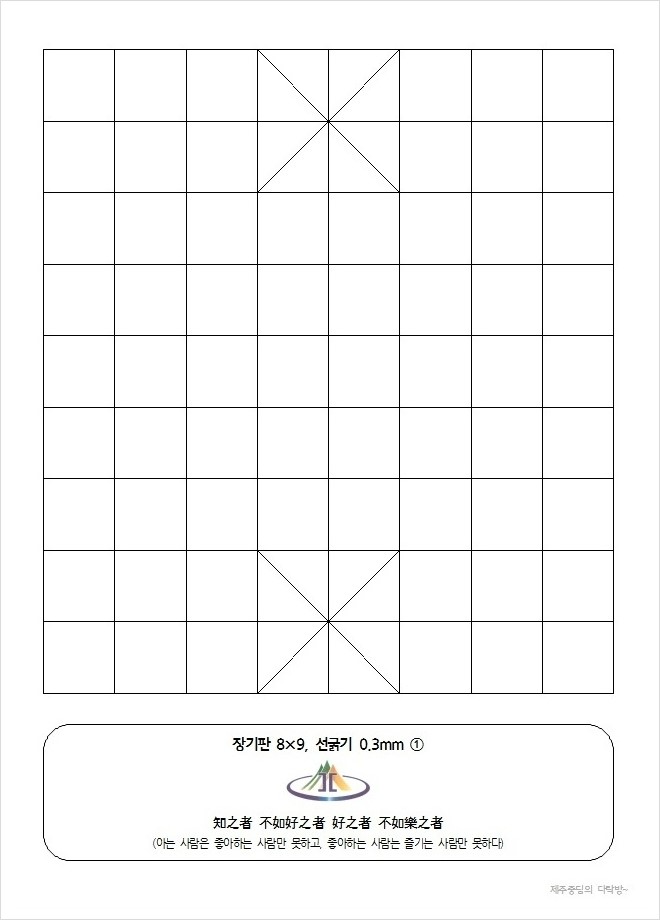 장기판 8×9, 선굵기 0.3mm ①
知之者 不如好之者 好之者 不如樂之者
(아는 사람은 좋아하는 사람만 못하고, 좋아하는 사람는 즐기는 사람만 못하다)
제주중딩의 다락방~